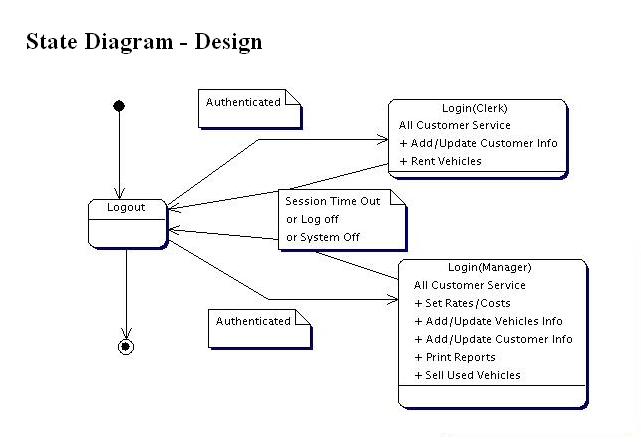 State Diagram - Design
Authenticated
Login(Clerk)
All Customer Service
+ Add/Update Customer Info
+ Rent Vehicles
Logout
Session Time Out
or Log off
or System Off
Login(Manager)
All Customer Service
+ Set Rates/Costs
+ Add/Update Vehicles Info
+ Add/Update Customer Info
+ Print Reports
+ Sell Used Vehicles
Authenticated